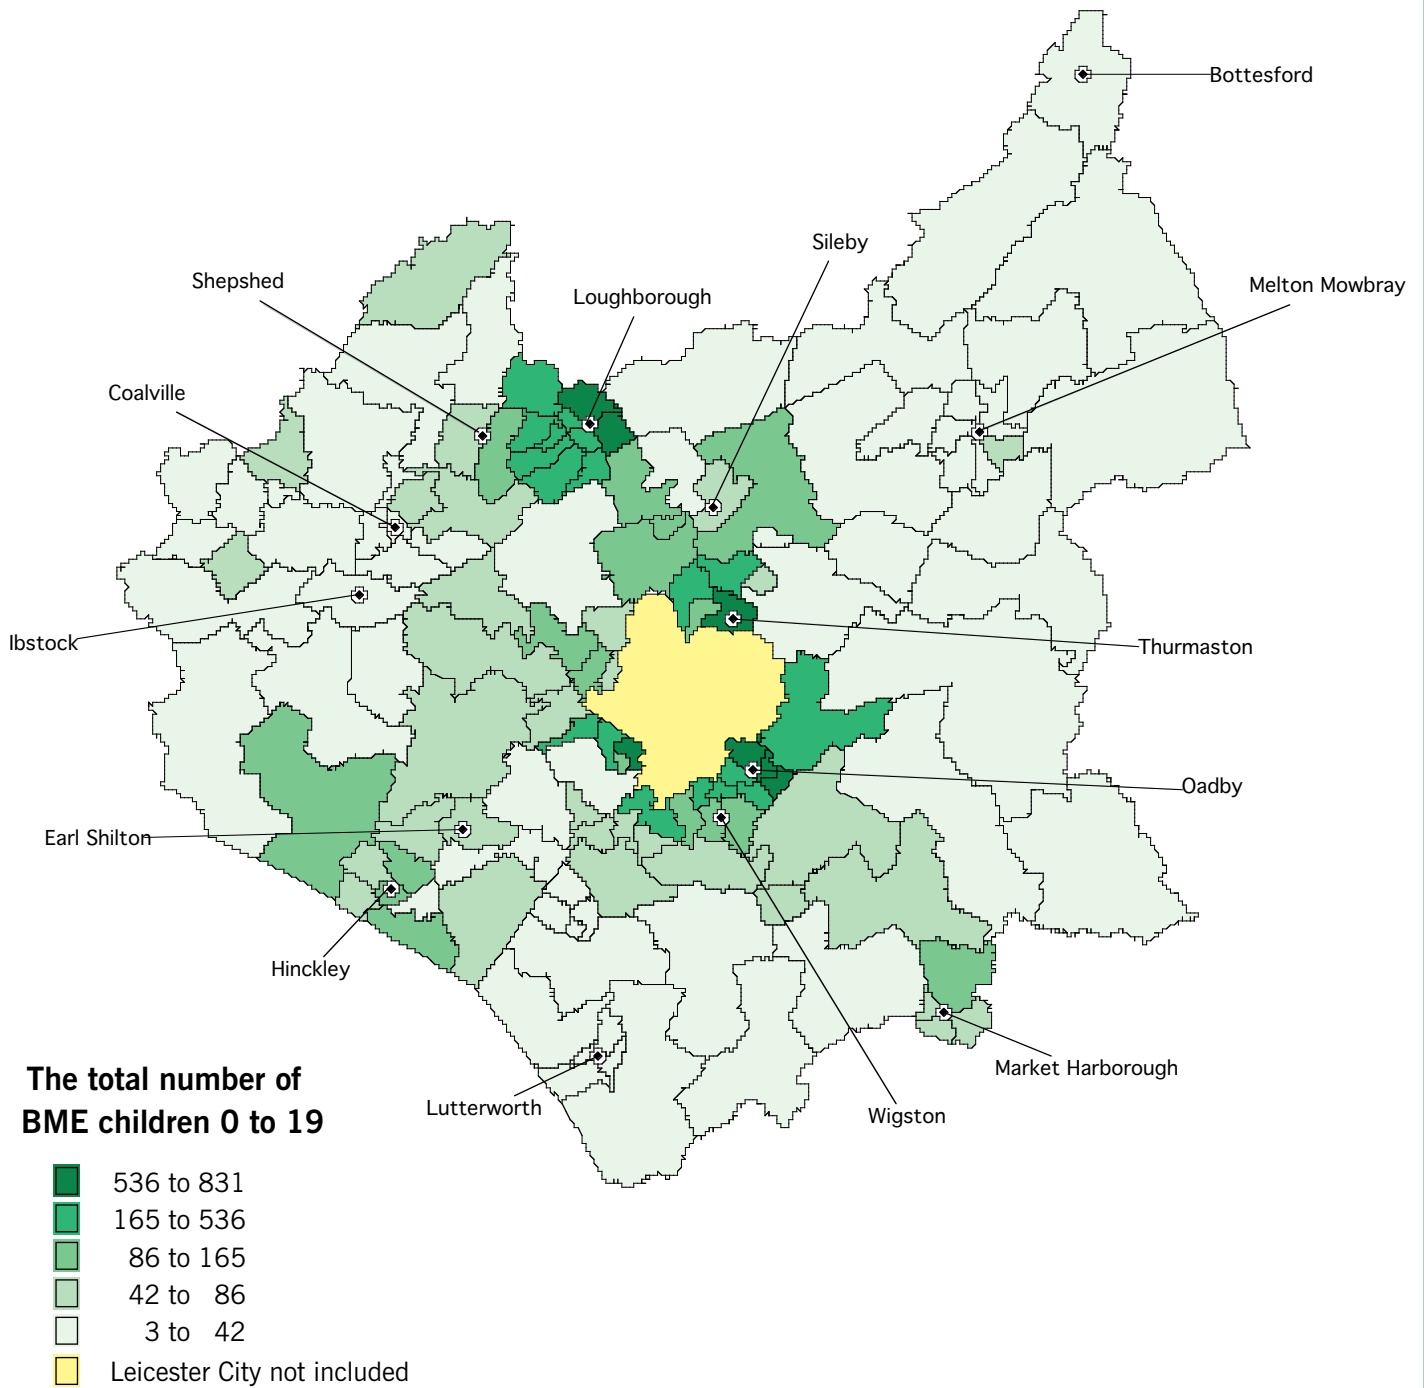 Bottesford
Sileby
Shepshed
Melton Mowbray
Loughborough
Coalville
Ibstock
Thurmaston
Oadby
Earl Shilton
Hinckley
Market Harborough
Lutterworth
Wigston
The total number of
BME children 0 to 19
536 to 831
165 to 536
86 to 165
42 to 86
3 to 42
Leicester City not included